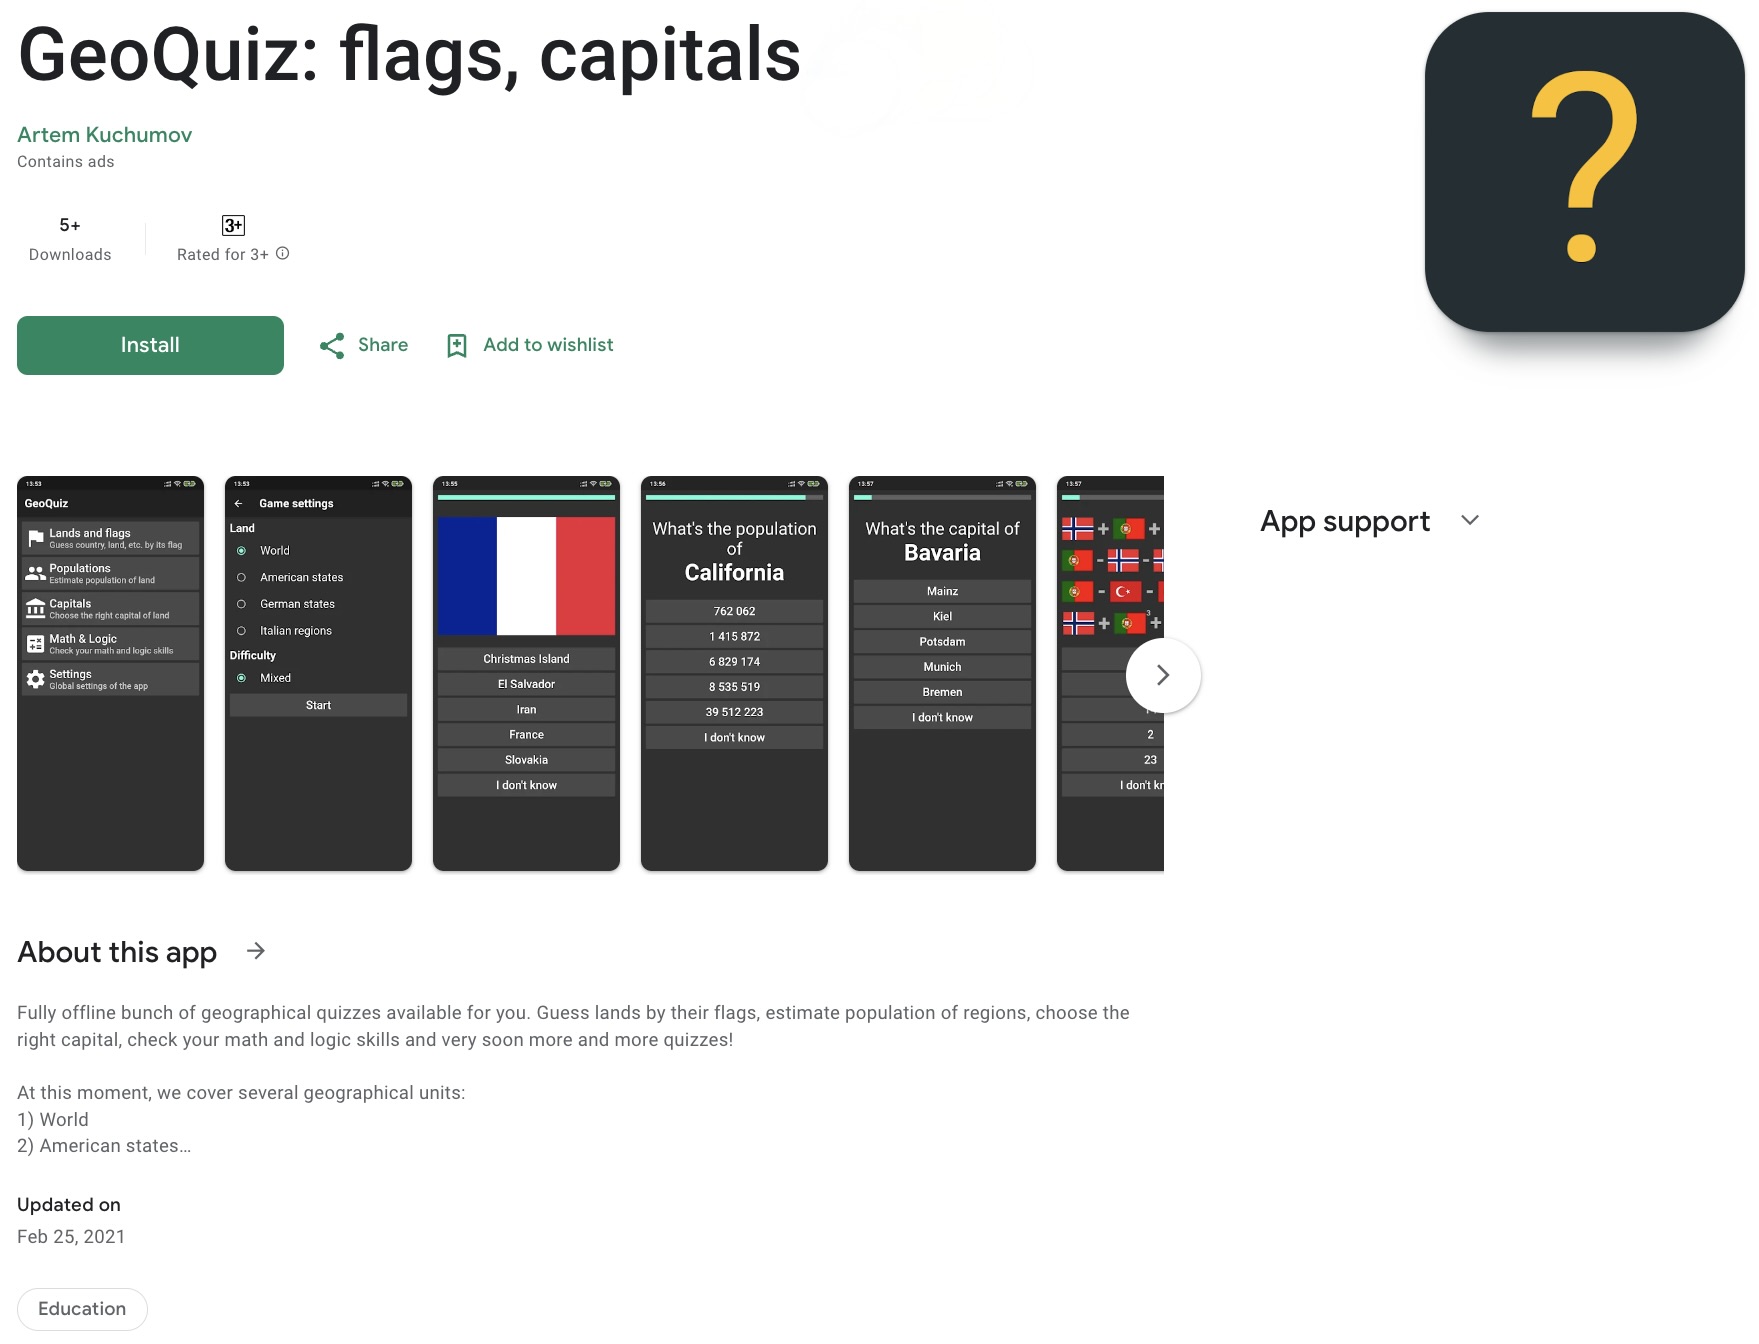 GeoQuiz: flags, capitals
Artem Kuchumov
Contains ads
5+
Downloads
3+
Rated for 3+
Install
Share
Add to wishlist
?
13:53
GeoQuiz
Lands and flags
Guess country, land, etc. by its flag
Populations
Estimate population of land
Capitals
Choose the right capital of land
Math & Logic
Check your math and logic skills
Settings
Global settings of the app
13:53
Game settings
Land
World
American states
German states
Italian regions
Difficulty
Mixed
Start
13:55
Christmas Island
El Salvador
Iran
France
Slovakia
I don't know
13:56
What's the population
of
California
762 062
1 415 872
6 829 174
8 535 519
39 512 223
I don't know
13:57
What's the capital of
Bavaria
Mainz
Kiel
Potsdam
Munich
Bremen
I don't know
13:57
+ +
- -
- -
+ 3 +
2
23
I don't kr
App support
About this app
Fully offline bunch of geographical quizzes available for you. Guess lands by their flags, estimate population of regions, choose the
right capital, check your math and logic skills and very soon more and more quizzes!
At this moment, we cover several geographical units:
1) World
2) American states…
Updated on
Feb 25, 2021
Education